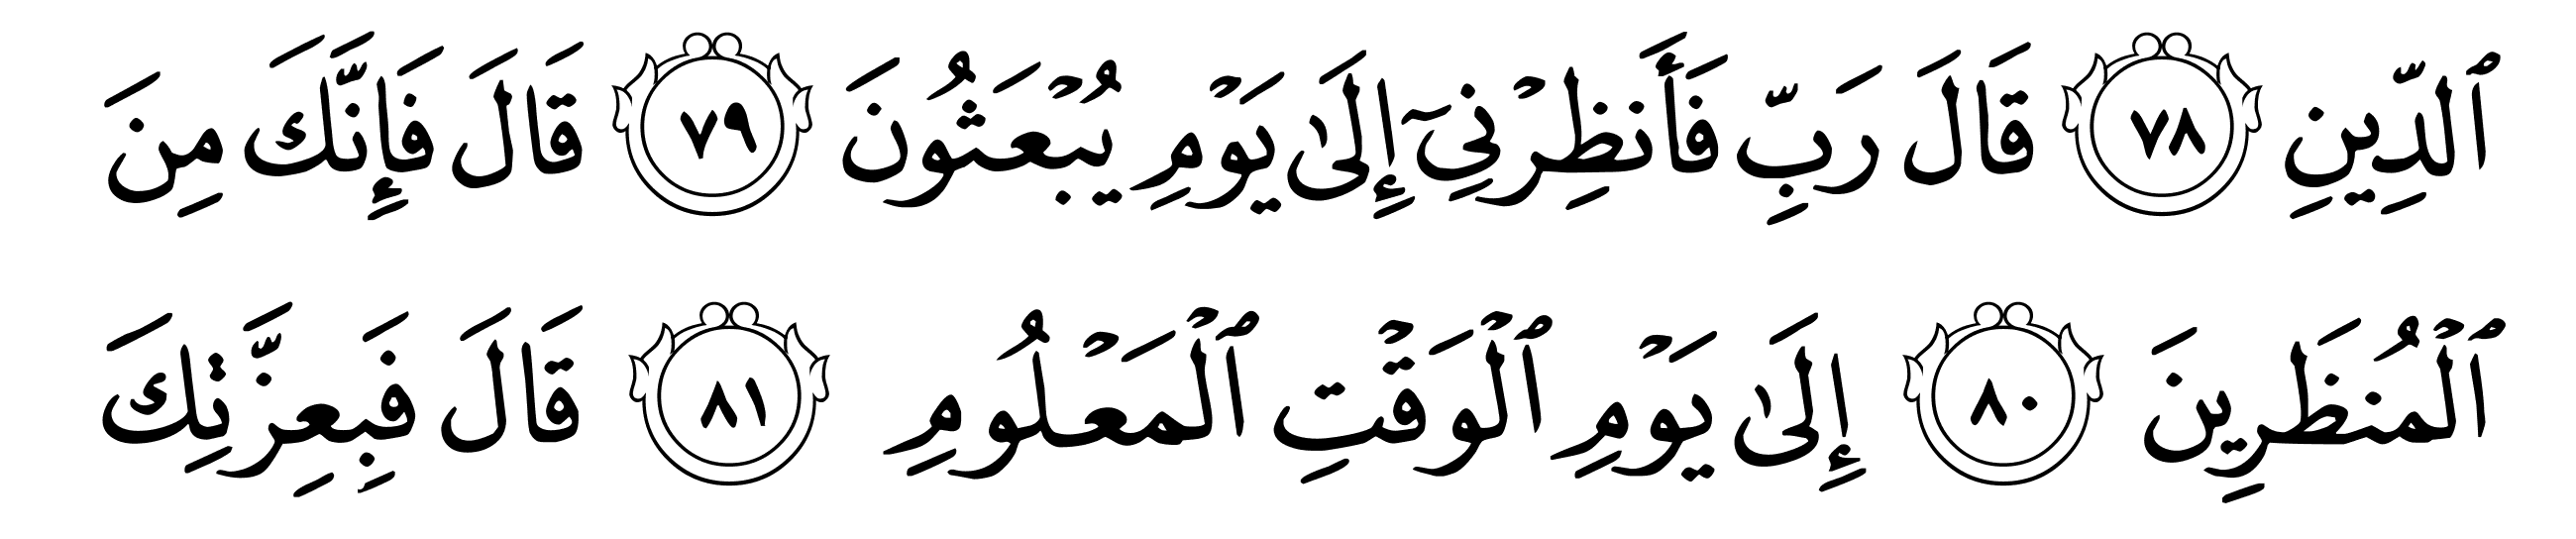 ٱلدِّينِ ٧٨ قَالَ رَبِّ فَأَنظِرْنِىٓ إِلَىٰ يَوْمِ يُبْعَثُونَ ٧٩ قَالَ فَإِنَّكَ مِنَ
ٱلْمُنظَرِينَ ٨٠ إِلَىٰ يَوْمِ ٱلْوَقْتِ ٱلْمَعْلُومِ ٨١ قَالَ فَبِعِزَّتِكَ